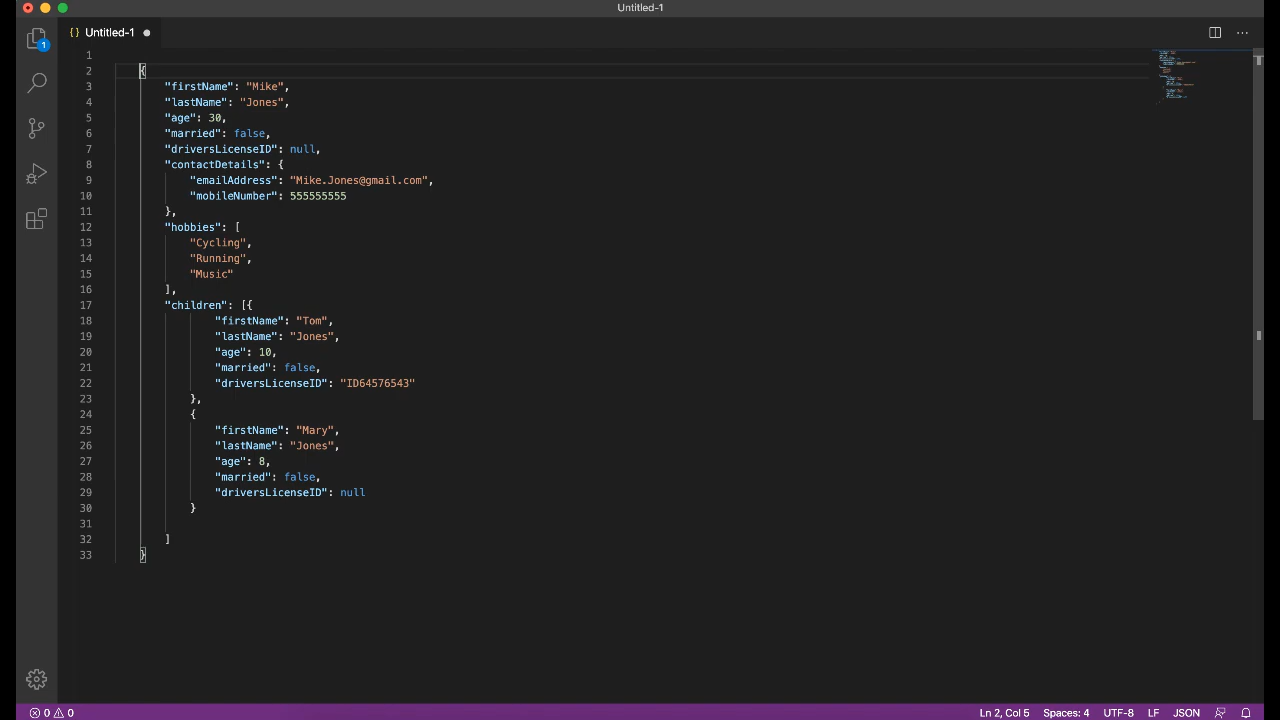 Untitled-1
{} Untitled-1
1
1
2 {
3 "firstName": "Mike",
4 "lastName": "Jones",
5 "age": 30,
6 "married": false,
7 "driversLicenseID": null,
8 "contactDetails": {
9 "emailAddress": "Mike.Jones@gmail.com",
10 "mobileNumber": 555555555
11 },
12 "hobbies": [
13 "Cycling",
14 "Running",
15 "Music"
16 ],
17 "children": [{
18 "firstName": "Tom",
19 "lastName": "Jones",
20 "age": 10,
21 "married": false,
22 "driversLicenseID": "ID64576543"
23 },
24 {
25 "firstName": "Mary",
26 "lastName": "Jones",
27 "age": 8,
28 "married": false,
29 "driversLicenseID": null
30 }
31
32 ]
33 }
0 0 Ln 2, Col 5 Spaces: 4 UTF-8 LF JSON